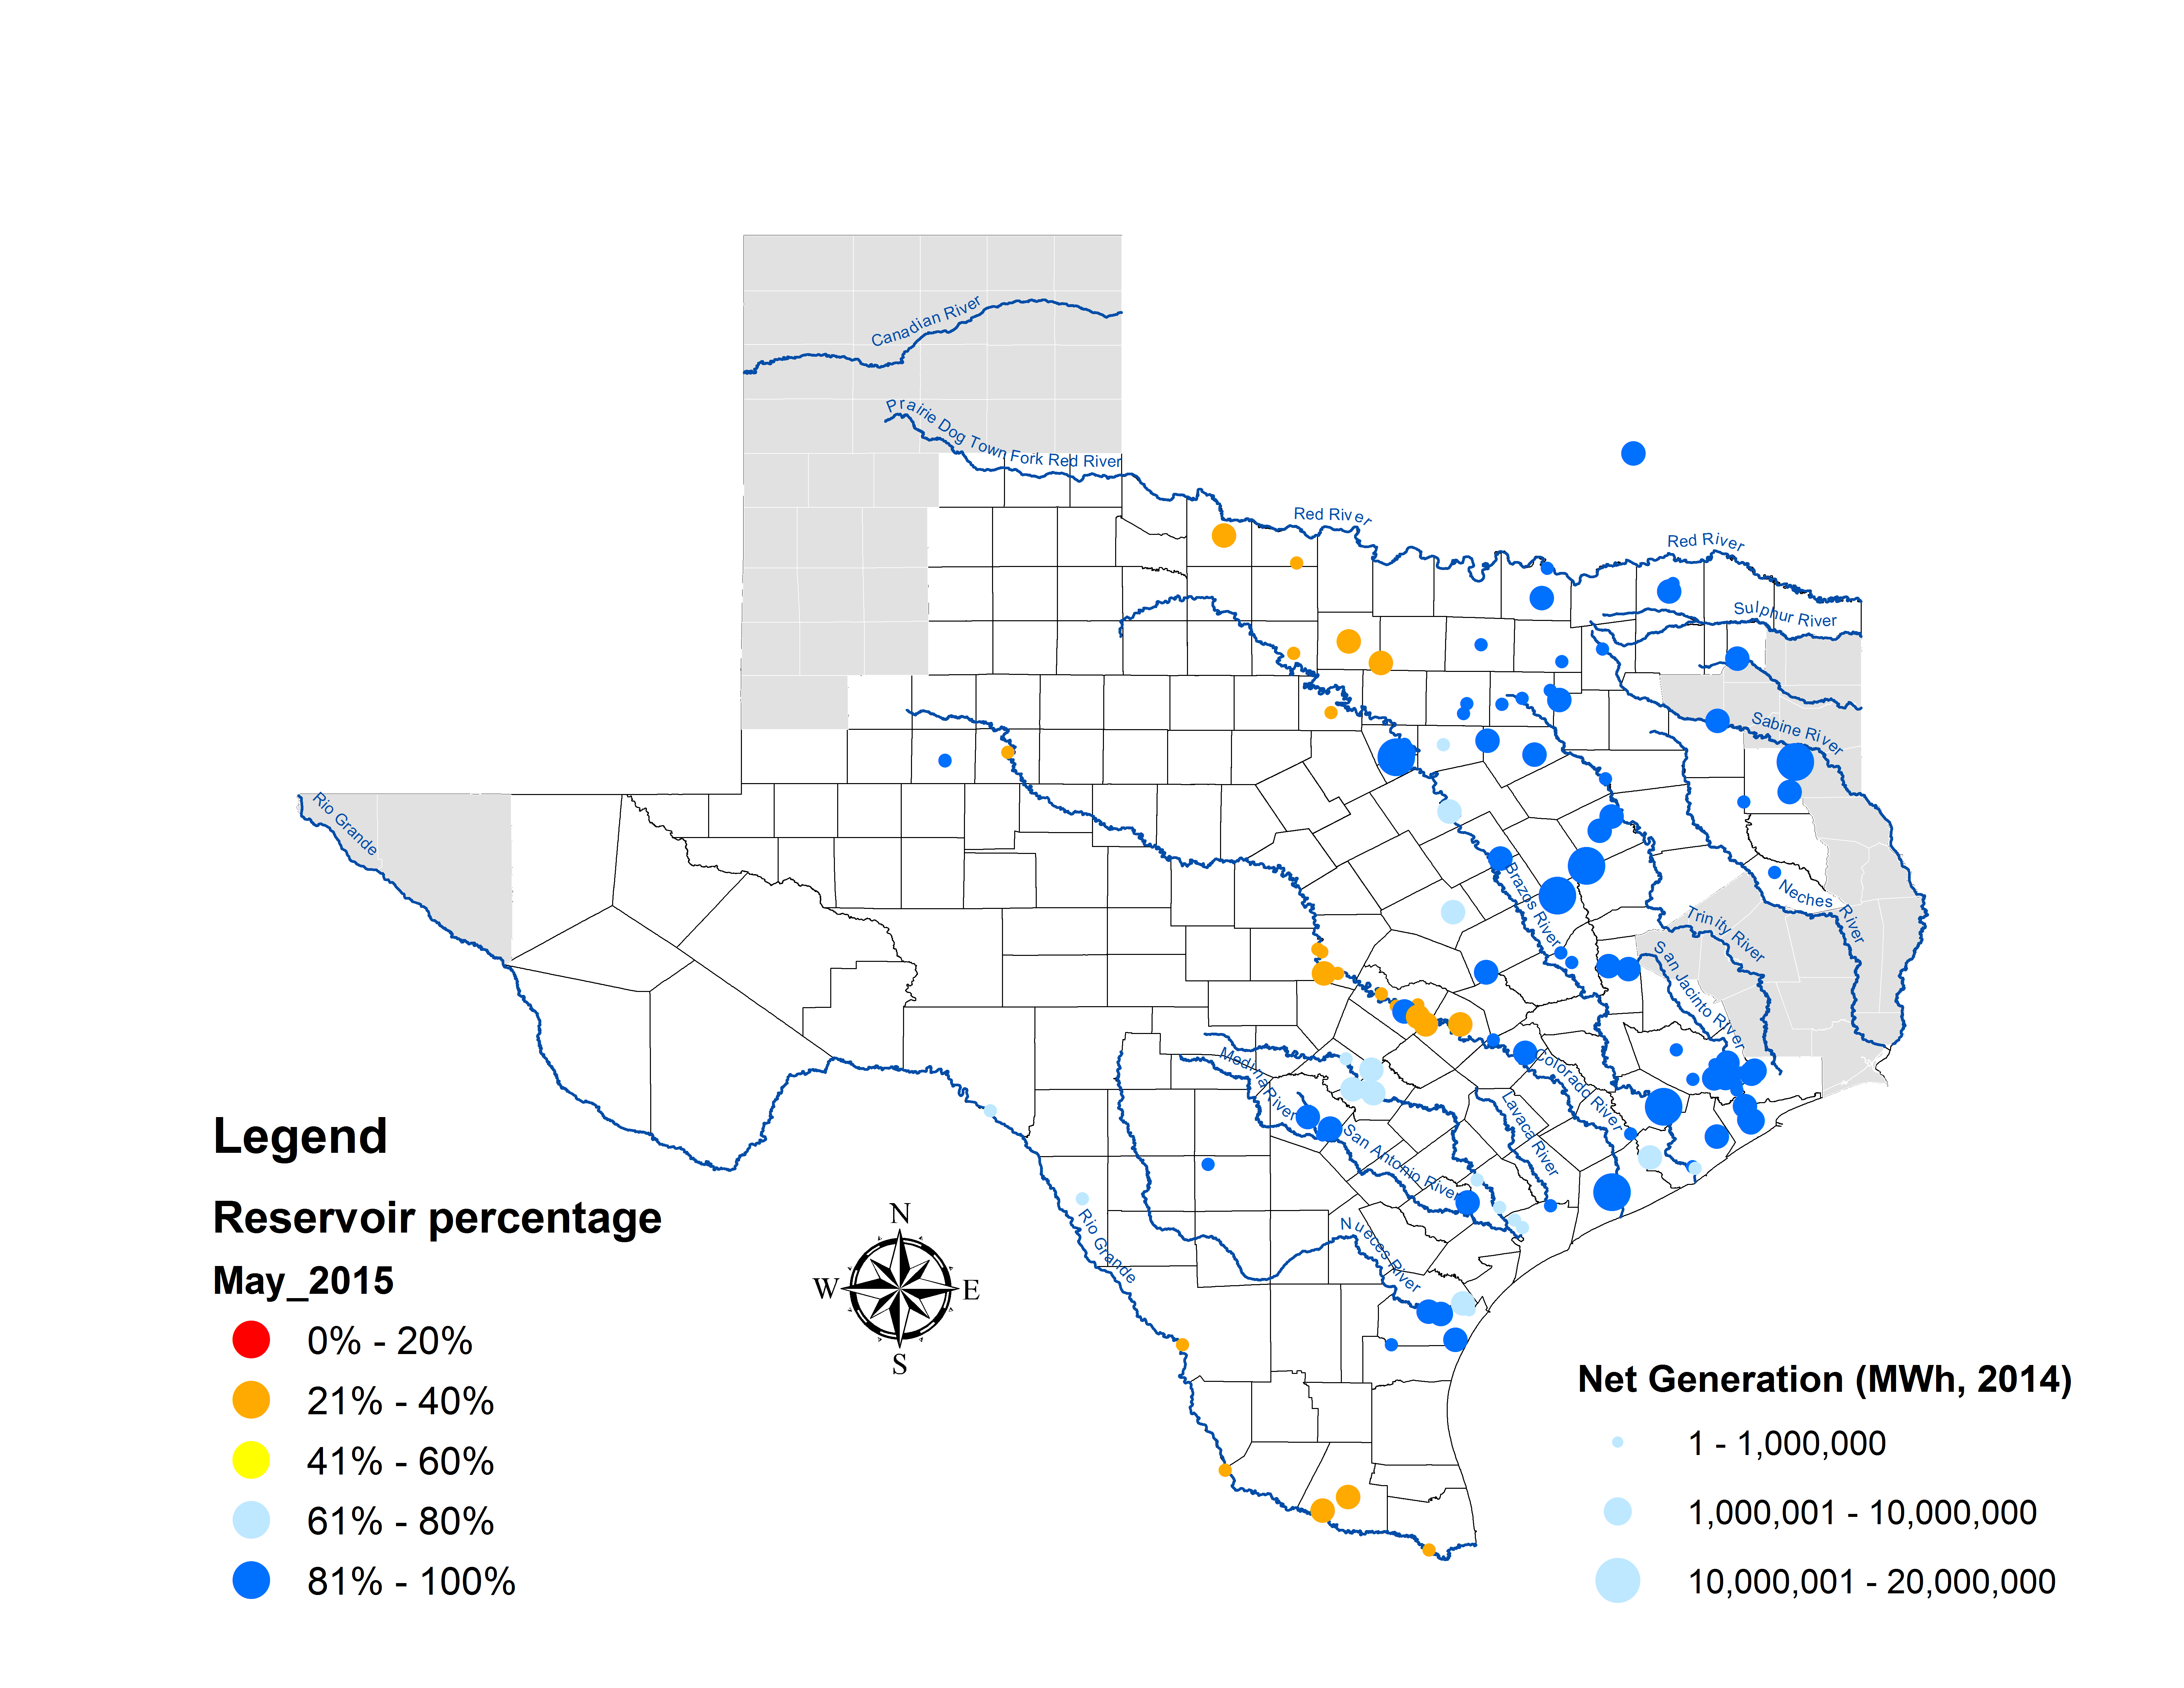 Canadian River
Prairie Dog Town Fork Red River
Red River
Red River
Sulphur River
Sabine River
Rio Grande
Brazos River
Neches River
Trinity River
San Jacinto River
Medina River
Colorado River
Lavaca River
San Antonio River
Nueces River
Rio Grande
Legend
Reservoir percentage
May_2015
0% - 20%
21% - 40%
41% - 60%
61% - 80%
81% - 100%
N
W
E
S
Net Generation (MWh, 2014)
1 - 1,000,000
1,000,001 - 10,000,000
10,000,001 - 20,000,000